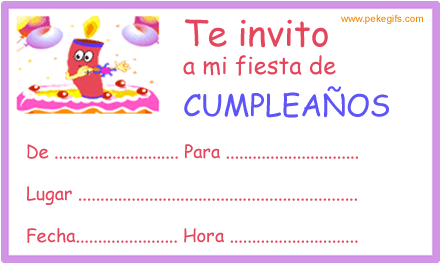 www.pekegifs.com
Te invito
a mi fiesta de
CUMPLEAÑOS
De ............................ Para ..............................
Lugar ...............................................................
Fecha....................... Hora .............................